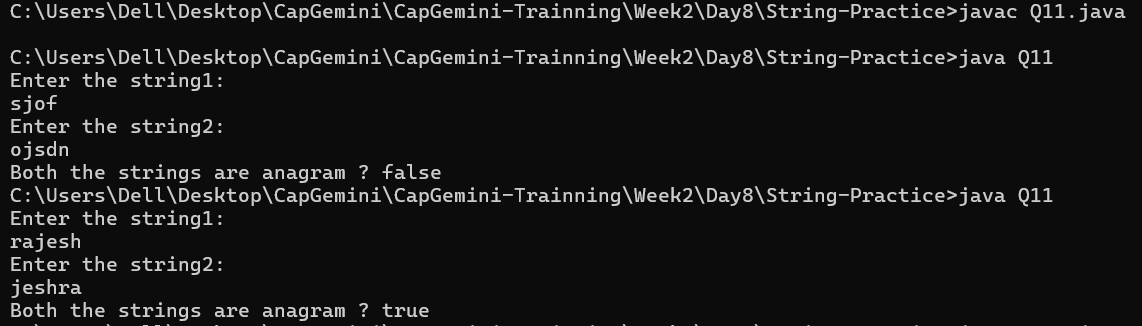 C:\Users\Dell\Desktop\CapGemini\CapGemini-Trainning\Week2\Day8\String-Practice>javac Q11.java
C:\Users\Dell\Desktop\CapGemini\CapGemini-Trainning\Week2\Day8\String-Practice>java Q11
Enter the string1:
sjof
Enter the string2:
ojsdn
Both the strings are anagram ? false
C:\Users\Dell\Desktop\CapGemini\CapGemini-Trainning\Week2\Day8\String-Practice>java Q11
Enter the string1:
rajesh
Enter the string2:
jeshra
Both the strings are anagram ? true